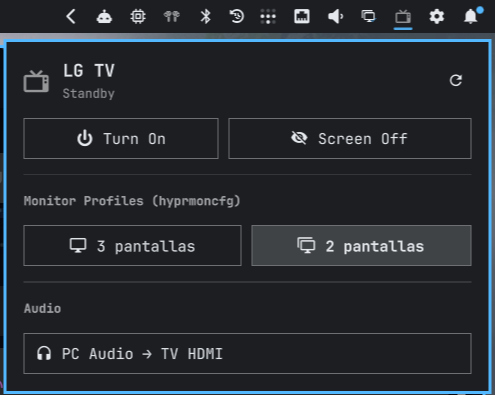 LG TV
Standby
Turn On
Screen Off
Monitor Profiles (hyprmoncfg)
3 pantallas
2 pantallas
Audio
PC Audio → TV HDMI